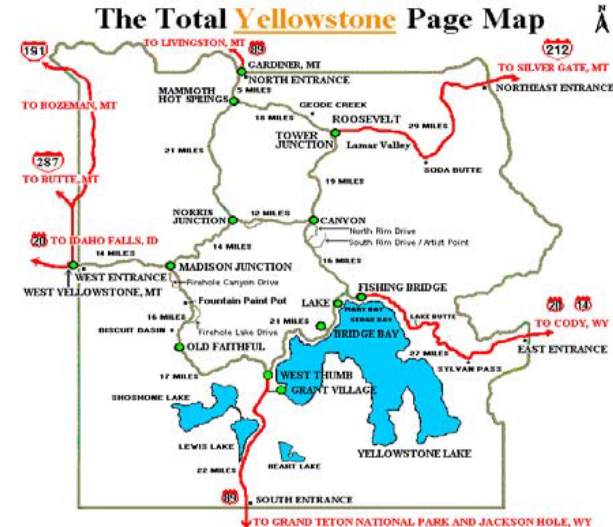 The Total Yellowstone Page Map
N
191
TO LIVINGSTON, MT
89
212
GARDINER, MT
NORTH ENTRANCE
TO SILVER GATE, MT
NORTHEAST ENTRANCE
5 MILES
MAMMOTH
HOT SPRINGS
TO BOZEMAN, MT
GEODE CREEK
18 MILES
ROOSEVELT
TOWER
JUNCTION
29 MILES
Lamar Valley
21 MILES
SODA BUTTE
287
TO BUTTE, MT
19 MILES
NORRIS
JUNCTION
12 MILES
CANYON
North Rim Drive
South Rim Drive / Artist Point
20
TO IDAHO FALLS, ID
14 MILES
14 MILES
16 MILES
WEST ENTRANCE
WEST YELLOWSTONE, MT
MADISON JUNCTION
Firehole Canyon Drive
FISHING BRIDGE
Fountain Paint Pot
LAKE
MARY BAY
SEDGE BAY
LAKE BUTTE
20
14
TO CODY, WY
16 MILES
21 MILES
BISCUIT BASIN
Firehole Lake Drive
BRIDGE BAY
EAST ENTRANCE
OLD FAITHFUL
27 MILES
SYLVAN PASS
17 MILES
WEST THUMB
GRANT VILLAGE
SHOSHONE LAKE
LEWIS LAKE
YELLOWSTONE LAKE
22 MILES
HEART LAKE
89
SOUTH ENTRANCE
TO GRAND TETON NATIONAL PARK AND JACKSON HOLE, WY